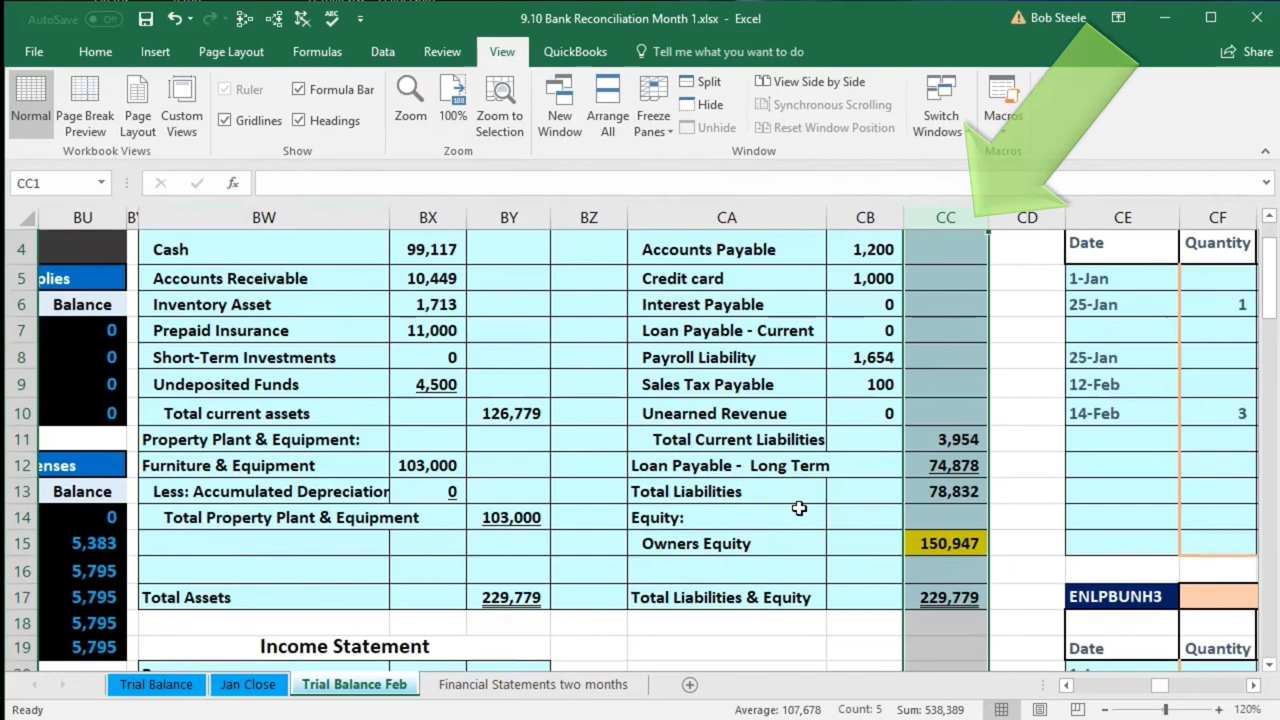 AutoSave Off 9.10 Bank Reconciliation Month 1.xlsx - Excel Bob Steele
File Home Insert Page Layout Formulas Data Review View QuickBooks Tell me what you want to do Share
Normal Page Break Preview Page Layout Custom Views
Workbook Views
Ruler Formula Bar
Gridlines Headings
Show
Zoom 100% Zoom to Selection
Zoom
New Window Arrange All Freeze Panes
Split View Side by Side
Hide Synchronous Scrolling
Unhide Reset Window Position
Switch Windows
Window
Macros
Macros
CC1 fx
BU BW BX BY BZ CA CB CC CD CE CF
4 Cash 99,117 Accounts Payable 1,200 Date Quantity
5 plies Accounts Receivable 10,449 Credit card 1,000 1-Jan
6 Balance Inventory Asset 1,713 Interest Payable 0 25-Jan 1
7 0 Prepaid Insurance 11,000 Loan Payable - Current 0
8 0 Short-Term Investments 0 Payroll Liability 1,654 25-Jan
9 0 Undeposited Funds 4,500 Sales Tax Payable 100 12-Feb
10 0 Total current assets 126,779 Unearned Revenue 0 14-Feb 3
11 Property Plant & Equipment: Total Current Liabilities 3,954
12 enses Furniture & Equipment 103,000 Loan Payable - Long Term 74,878
13 Balance Less: Accumulated Depreciation 0 Total Liabilities 78,832
14 0 Total Property Plant & Equipment 103,000 Equity:
15 5,383 Owners Equity 150,947
16 5,795
17 5,795 Total Assets 229,779 Total Liabilities & Equity 229,779 ENLPBUNH3
18 5,795
19 5,795 Income Statement Date Quantity
Trial Balance Jan Close Trial Balance Feb Financial Statements two months
Ready Average: 107,678 Count: 5 Sum: 538,389 120%